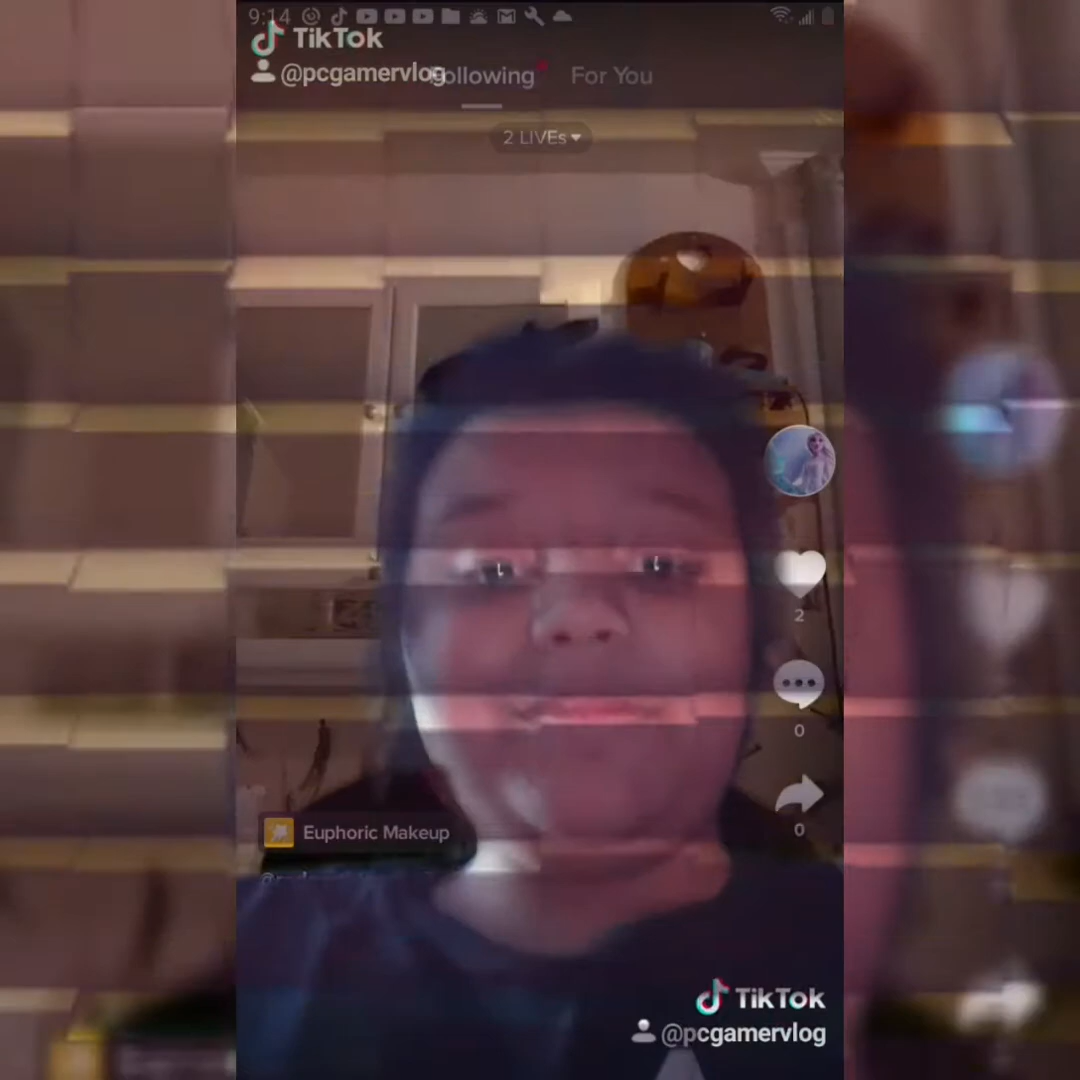 9:14
TikTok
@pcgamervlog
Following For You
2 LIVEs
2
0
0
Euphoric Makeup
TikTok
@pcgamervlog